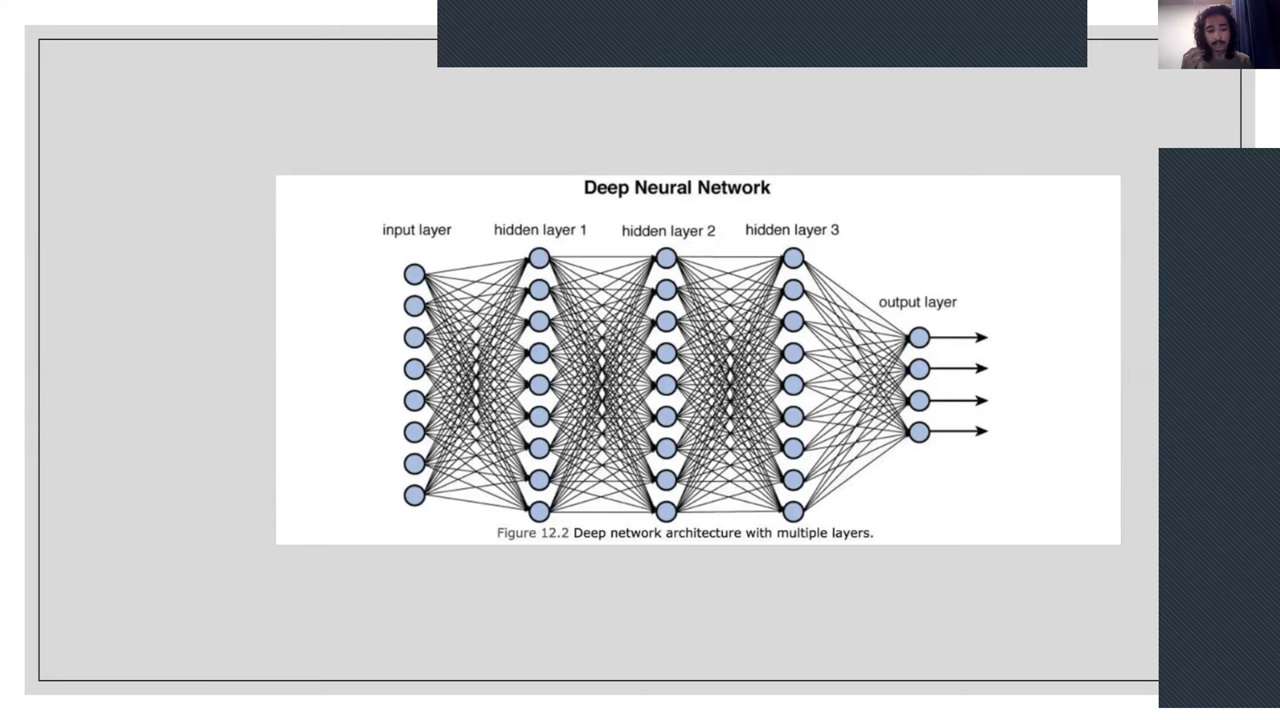 Deep Neural Network
input layer
hidden layer 1
hidden layer 2
hidden layer 3
output layer
Figure 12.2 Deep network architecture with multiple layers.